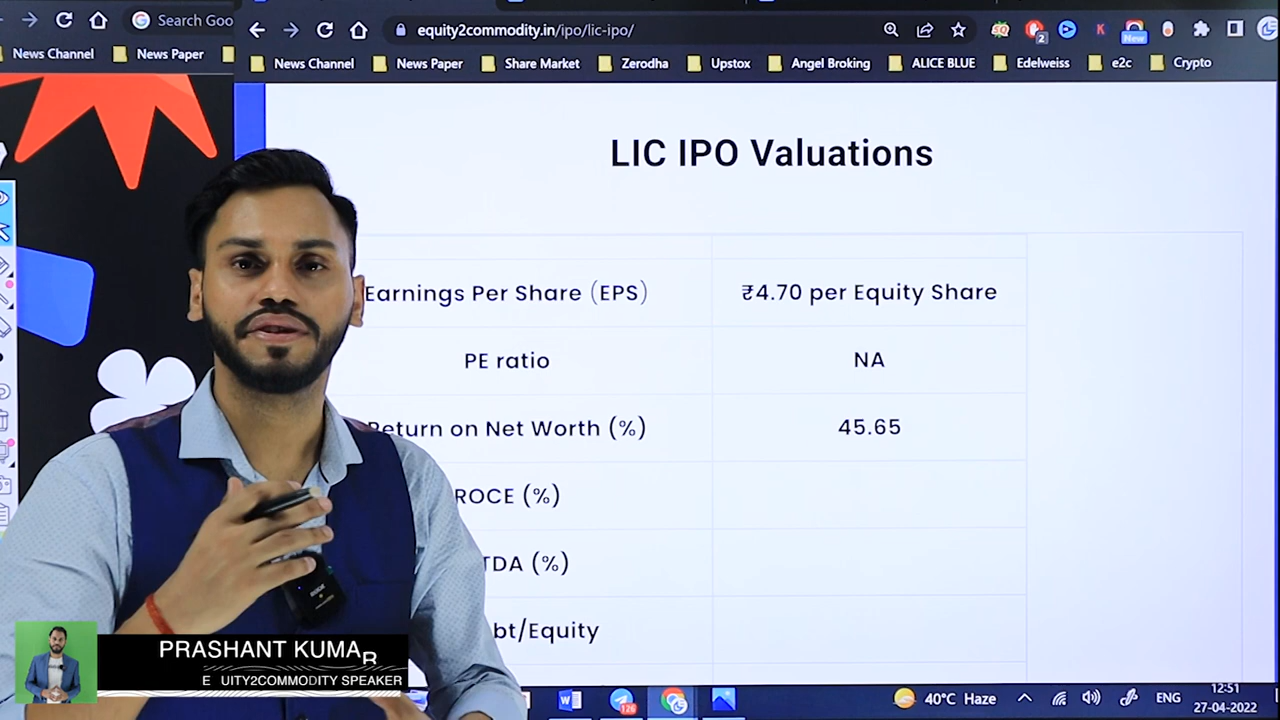 Search Goo
equity2commodity.in/ipo/lic-ipo/
2
New
News Channel
News Paper
News Channel
News Paper
Share Market
Zerodha
Upstox
Angel Broking
ALICE BLUE
Edelweiss
e2c
Crypto
LIC IPO Valuations
Earnings Per Share (EPS)
₹4.70 per Equity Share
PE ratio
NA
Return on Net Worth (%)
45.65
ROCE (%)
TDA (%)
bt/Equity
PRASHANT KUMAR
E UITY2COMMODITY SPEAKER
126
40°C Haze
ENG
12:51
27-04-2022